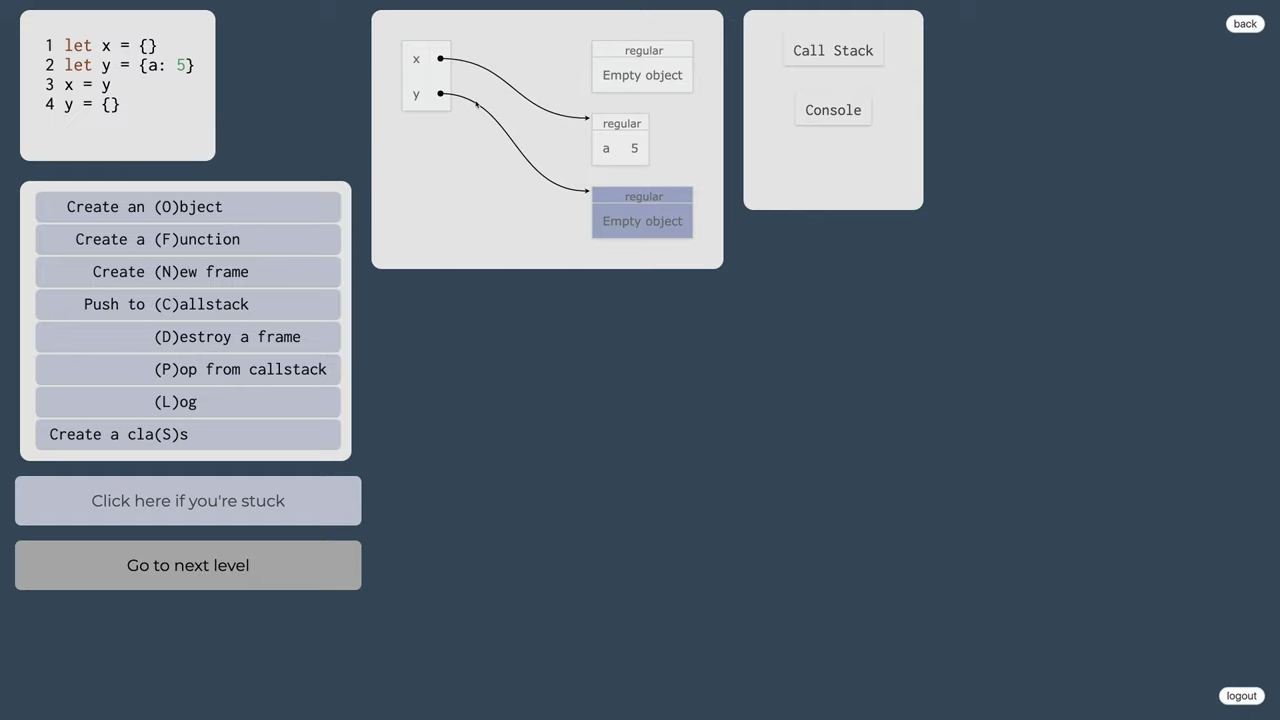 1 let x = {}
2 let y = {a: 5}
3 x = y
4 y = {}
Create an (O)bject
Create a (F)unction
Create (N)ew frame
Push to (C)allstack
(D)estroy a frame
(P)op from callstack
(L)og
Create a cla(S)s
Click here if you're stuck
Go to next level
x
y
regular
Empty object
regular
a 5
regular
Empty object
Call Stack
Console
back
logout